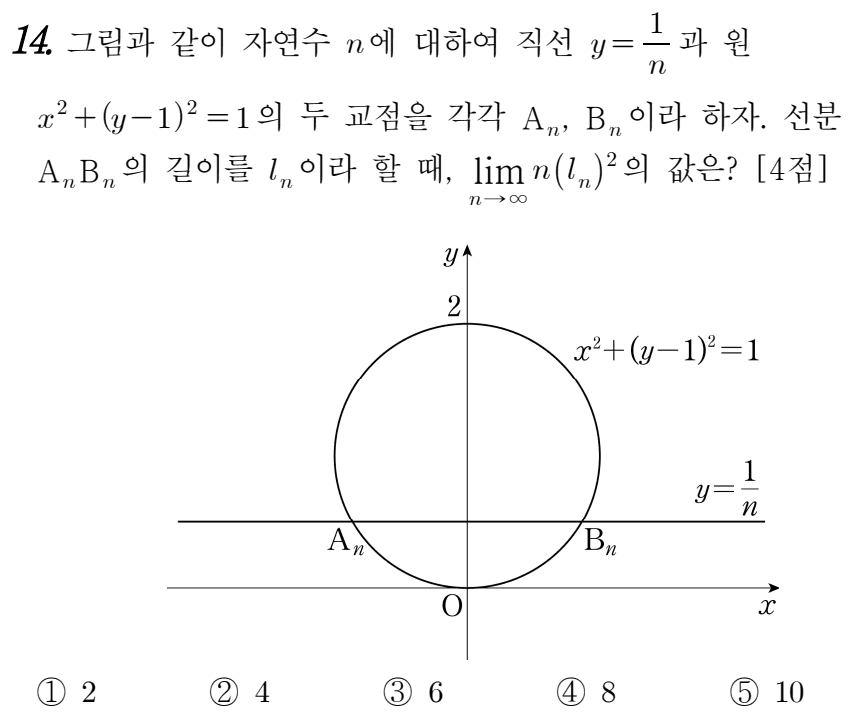 14. 그림과 같이 자연수 n에 대하여 직선 y=1/n과 원
x²+(y−1)²=1의 두 교점을 각각 Aₙ, Bₙ이라 하자. 선분
AₙBₙ의 길이를 lₙ이라 할 때, lim n→∞ n(lₙ)²의 값은? [4점]
y
2
x²+(y−1)²=1
y=1/n
Aₙ Bₙ
O x
① 2 ② 4 ③ 6 ④ 8 ⑤ 10